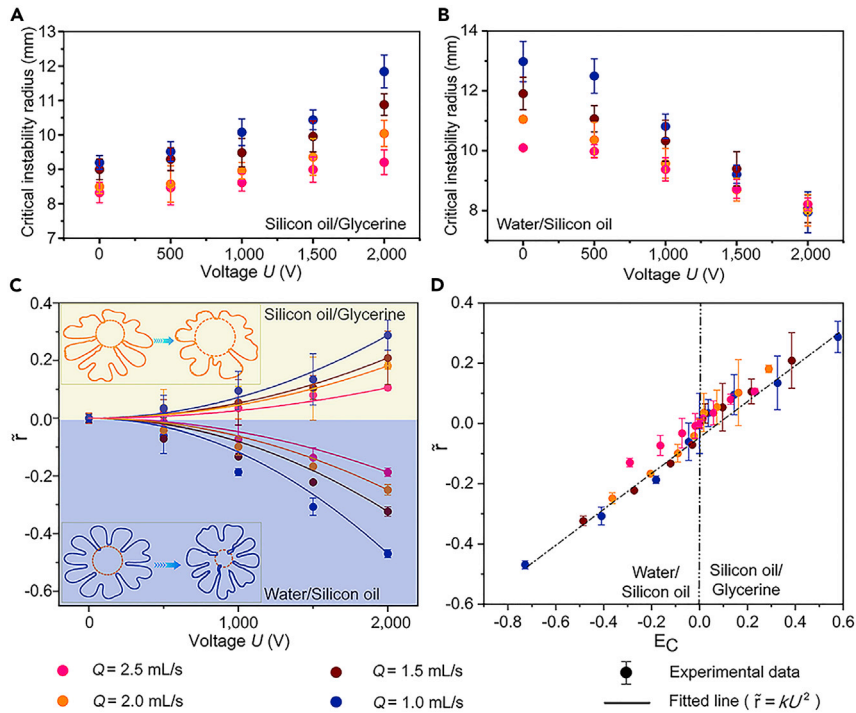 A
Critical instability radius (mm)
13
12
11
10
9
8
7
0
500
1,000
1,500
2,000
Silicon oil/Glycerine
Voltage U (V)
B
Critical instability radius (mm)
14
12
10
8
0
500
1,000
1,500
2,000
Water/Silicon oil
Voltage U (V)
C
r̃
0.4
0.2
0.0
-0.2
-0.4
-0.6
0
1,000
2,000
Silicon oil/Glycerine
Water/Silicon oil
Voltage U (V)
D
r̃
0.4
0.2
0.0
-0.2
-0.4
-0.6
-0.8
-0.6
-0.4
-0.2
0.0
0.2
0.4
0.6
Water/
Silicon oil
Silicon oil/
Glycerine
E_C
Q = 2.5 mL/s
Q = 1.5 mL/s
Experimental data
Q = 2.0 mL/s
Q = 1.0 mL/s
Fitted line ( r̃ = kU² )